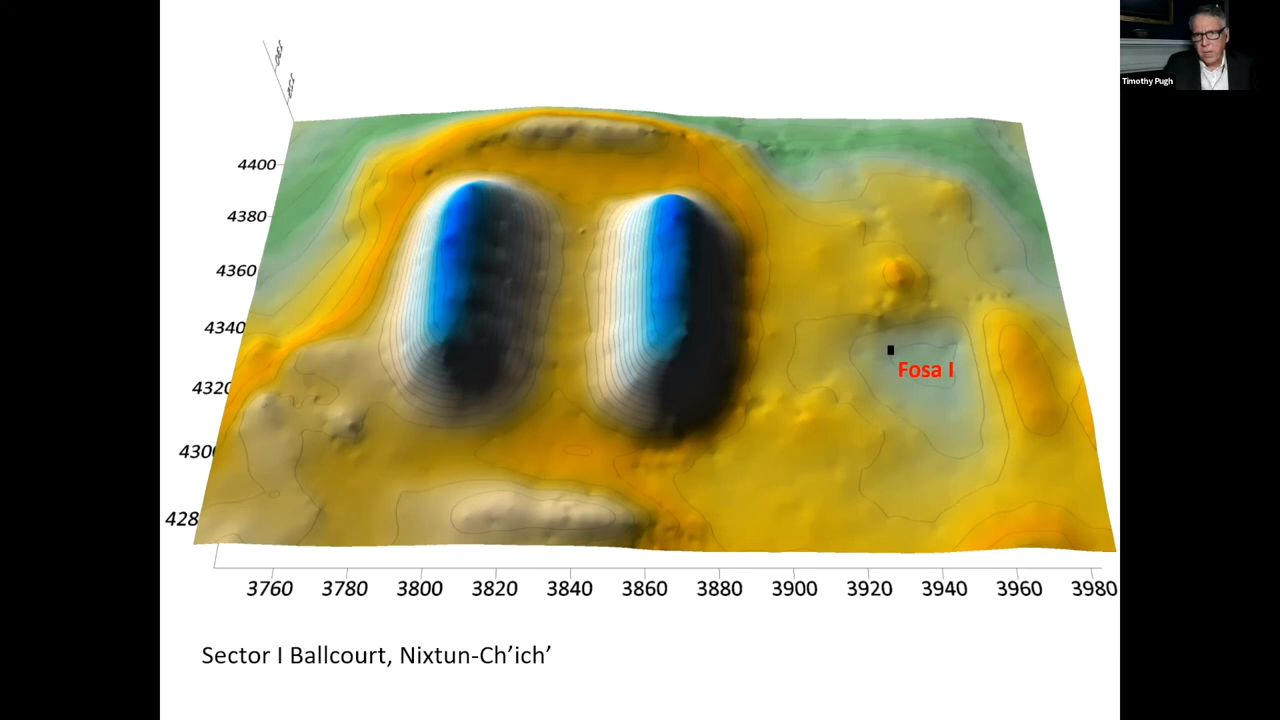 Timothy Pugh
4400
4380
4360
4340
4320
4300
428
Fosa I
3760 3780 3800 3820 3840 3860 3880 3900 3920 3940 3960 3980
Sector I Ballcourt, Nixtun-Ch’ich’